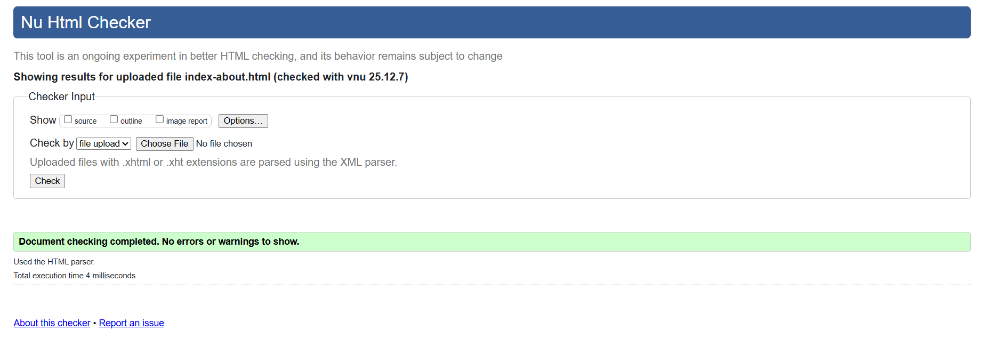 Nu Html Checker
This tool is an ongoing experiment in better HTML checking, and its behavior remains subject to change
Showing results for uploaded file index-about.html (checked with vnu 25.12.7)
Checker Input
Show source outline image report Options...
Check by file upload Choose File No file chosen
Uploaded files with .xhtml or .xht extensions are parsed using the XML parser.
Check
Document checking completed. No errors or warnings to show.
Used the HTML parser.
Total execution time 4 milliseconds.
About this checker • Report an issue